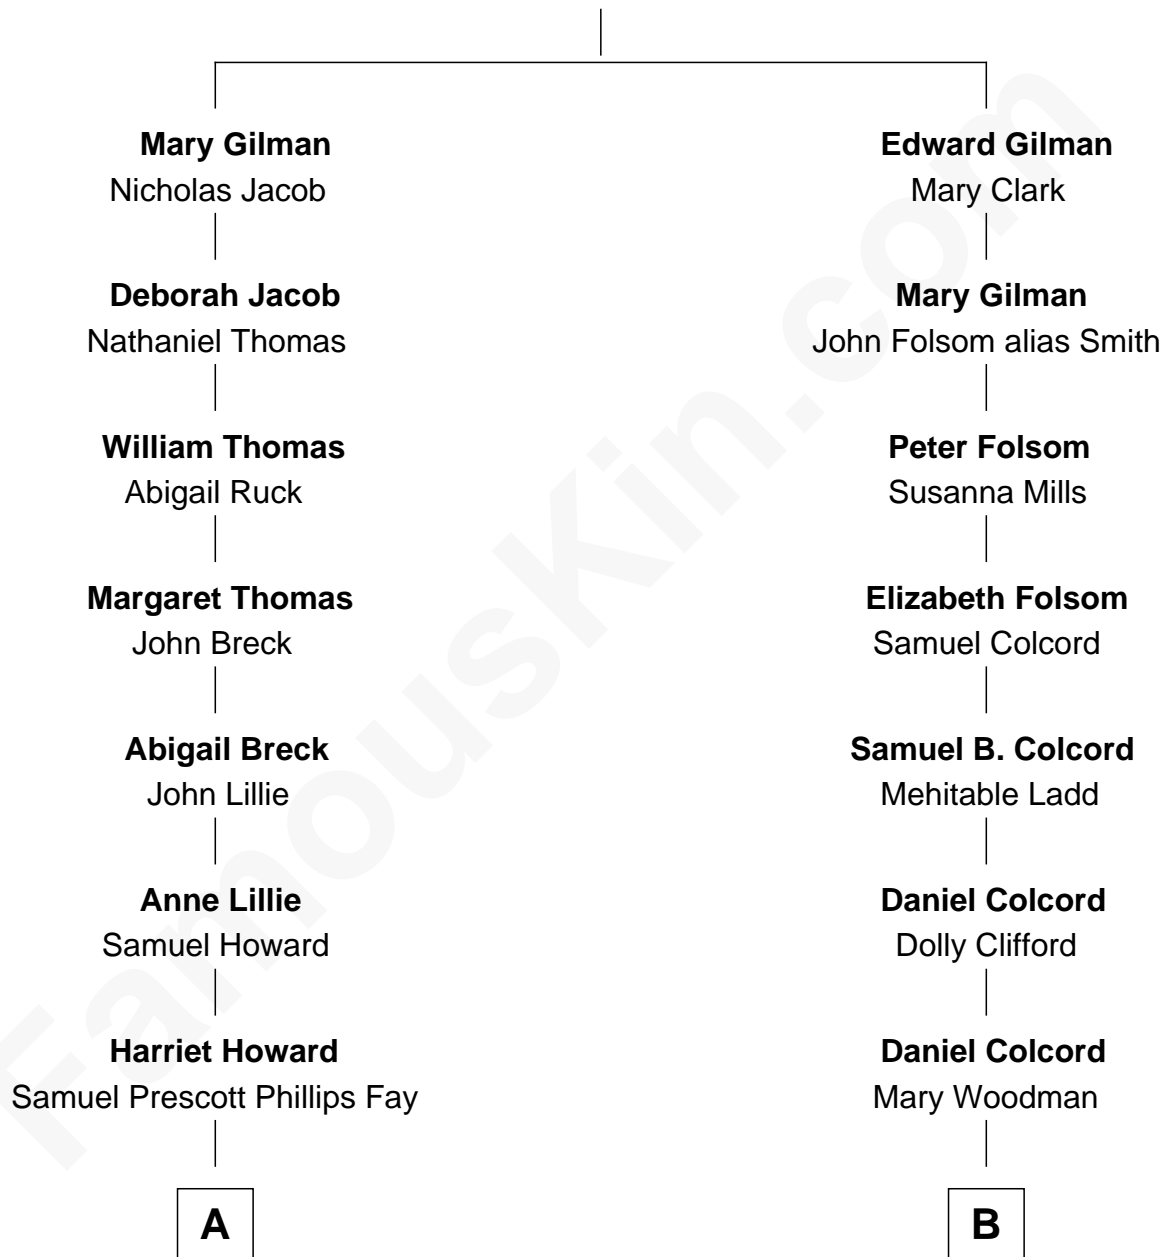 Mary Gilman
Nicholas Jacob
Deborah Jacob
Nathaniel Thomas
William Thomas
Abigail Ruck
Margaret Thomas
John Breck
Abigail Breck
John Lillie
Anne Lillie
Samuel Howard
Harriet Howard
Samuel Prescott Phillips Fay
A
Edward Gilman
Mary Clark
Mary Gilman
John Folsom alias Smith
Peter Folsom
Susanna Mills
Elizabeth Folsom
Samuel Colcord
Samuel B. Colcord
Mehitable Ladd
Daniel Colcord
Dolly Clifford
Daniel Colcord
Mary Woodman
B
FamousKin.com